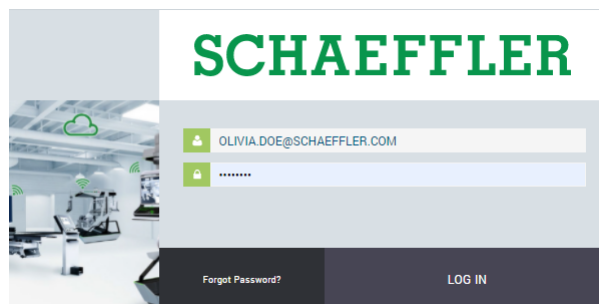 SCHAEFFLER
OLIVIA.DOE@SCHAEFFLER.COM
••••••••
Forgot Password?
LOG IN